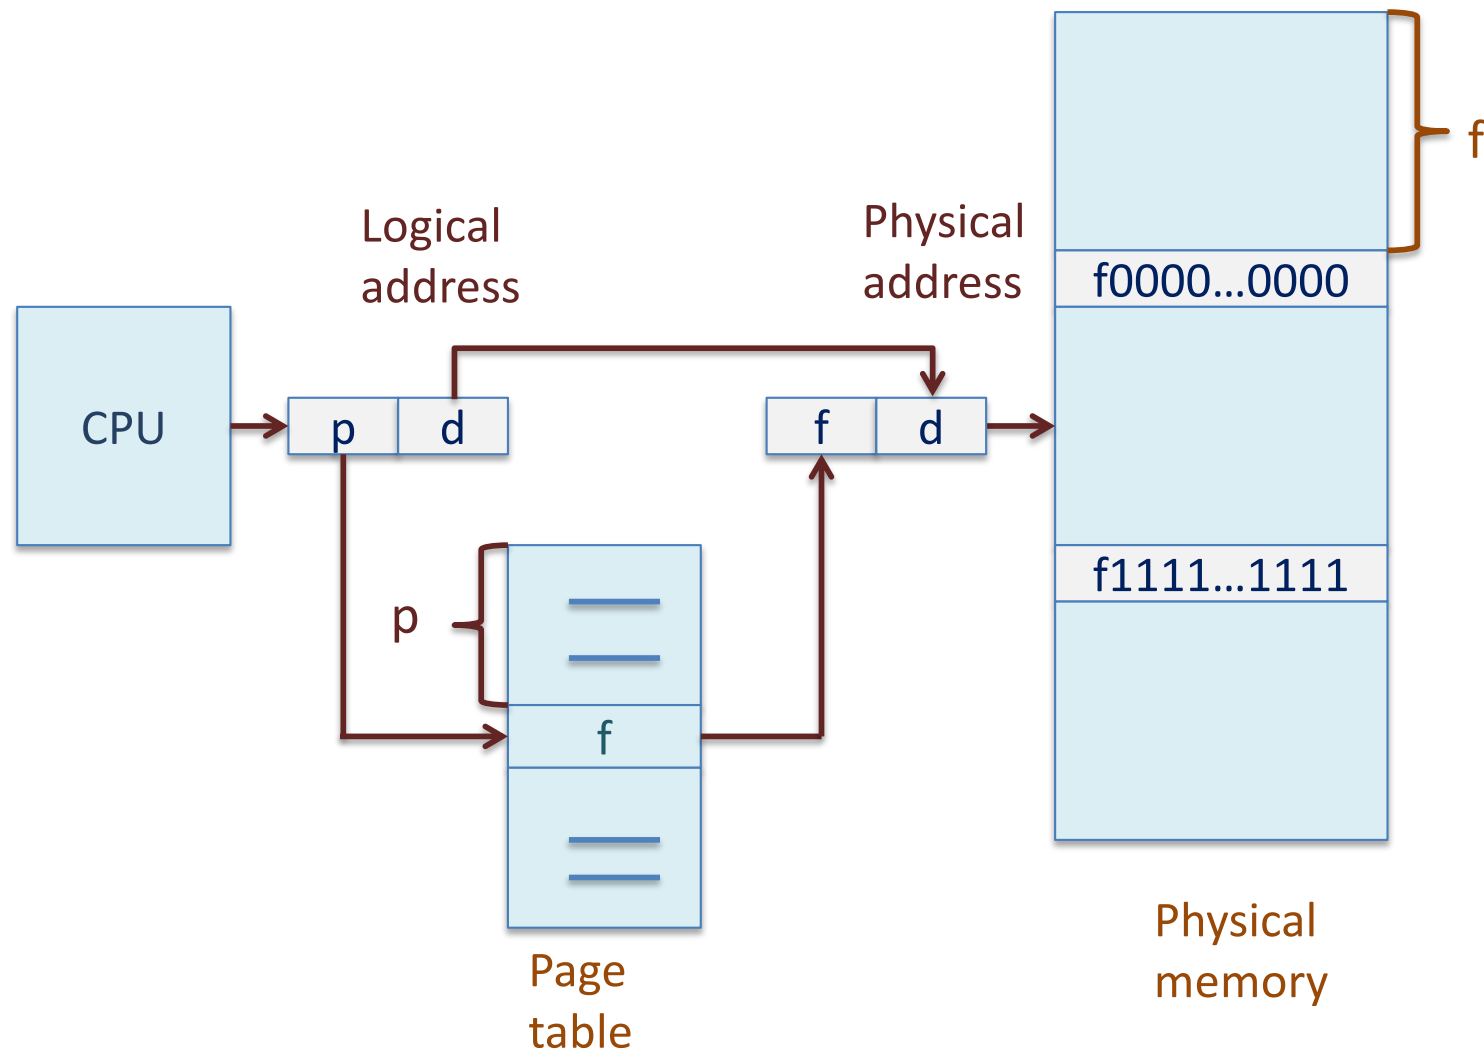 f
Logical
address
Physical
address
f0000...0000
CPU
p
d
f
d
f1111...1111
p
f
Physical
memory
Page
table